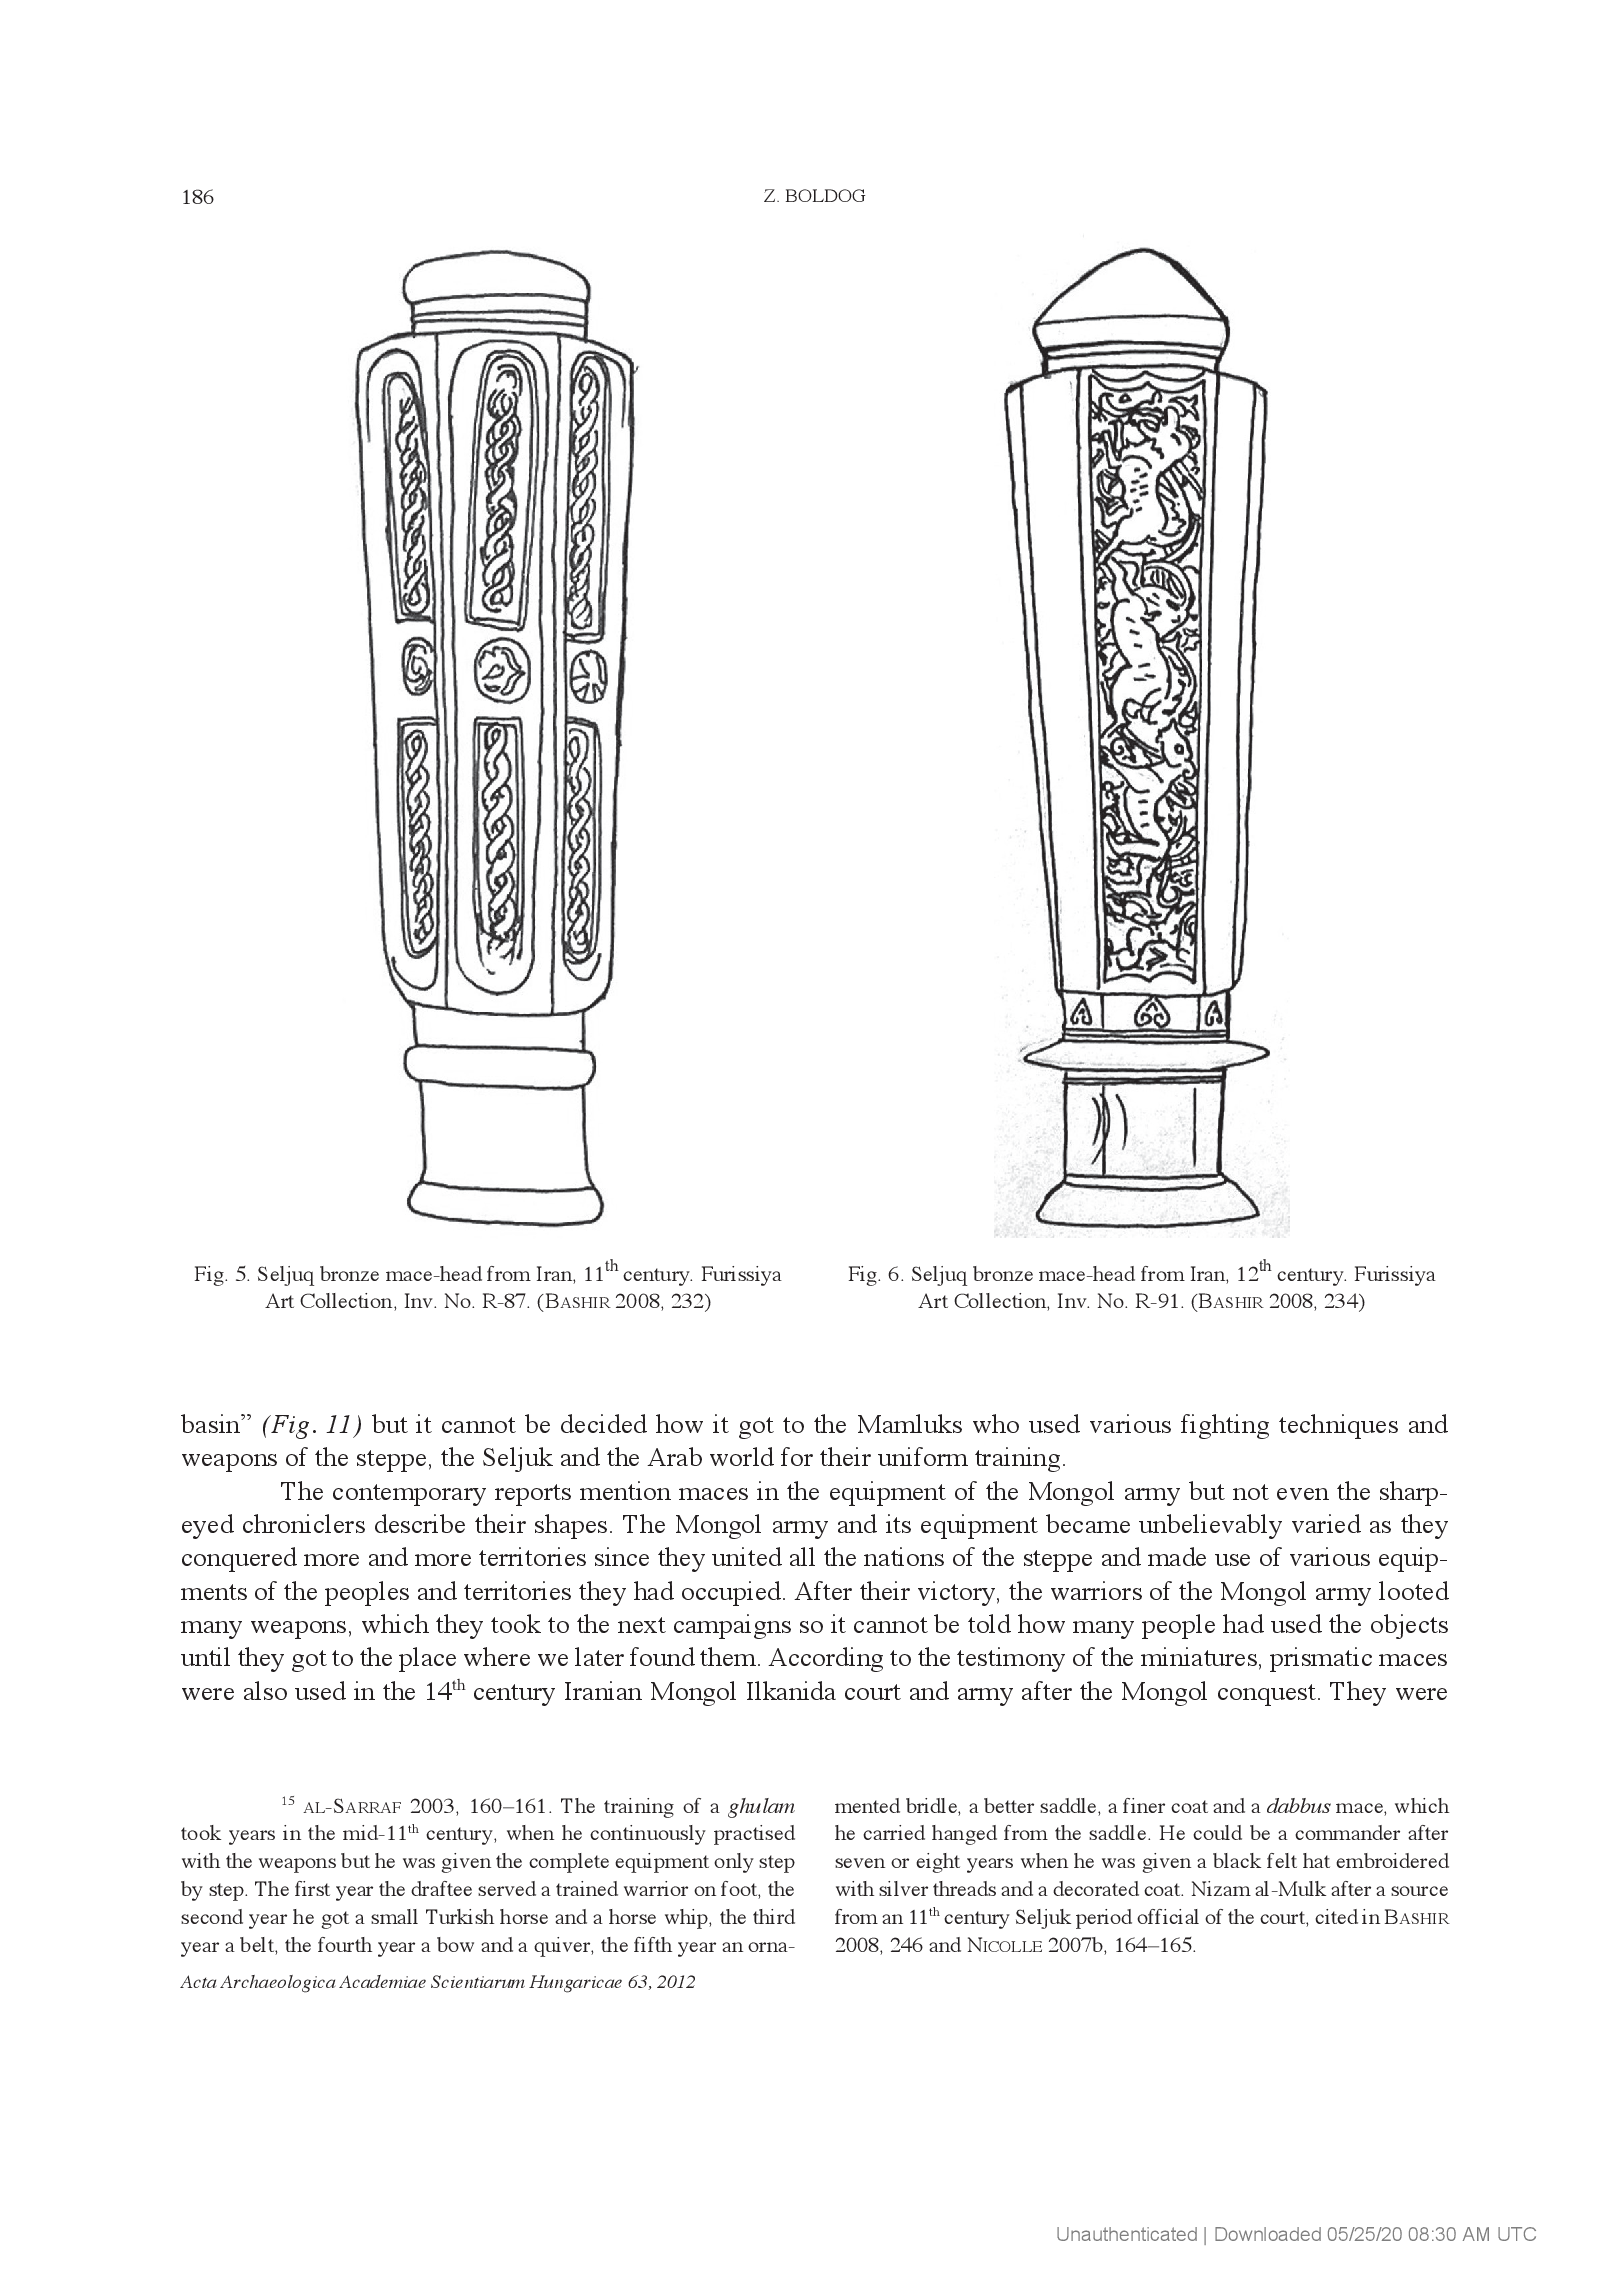 186
Z. BOLDOG
Fig. 5. Seljuq bronze mace-head from Iran, 11th century. Furissiya
Art Collection, Inv. No. R-87. (BASHIR 2008, 232)
Fig. 6. Seljuq bronze mace-head from Iran, 12th century. Furissiya
Art Collection, Inv. No. R-91. (BASHIR 2008, 234)
basin” (Fig. 11) but it cannot be decided how it got to the Mamluks who used various fighting techniques and
weapons of the steppe, the Seljuk and the Arab world for their uniform training.
The contemporary reports mention maces in the equipment of the Mongol army but not even the sharp-
eyed chroniclers describe their shapes. The Mongol army and its equipment became unbelievably varied as they
conquered more and more territories since they united all the nations of the steppe and made use of various equip-
ments of the peoples and territories they had occupied. After their victory, the warriors of the Mongol army looted
many weapons, which they took to the next campaigns so it cannot be told how many people had used the objects
until they got to the place where we later found them. According to the testimony of the miniatures, prismatic maces
were also used in the 14th century Iranian Mongol Ilkanida court and army after the Mongol conquest. They were
15 AL-SARRAF 2003, 160–161. The training of a ghulam
took years in the mid-11th century, when he continuously practised
with the weapons but he was given the complete equipment only step
by step. The first year the draftee served a trained warrior on foot, the
second year he got a small Turkish horse and a horse whip, the third
year a belt, the fourth year a bow and a quiver, the fifth year an orna-
mented bridle, a better saddle, a finer coat and a dabbus mace, which
he carried hanged from the saddle. He could be a commander after
seven or eight years when he was given a black felt hat embroidered
with silver threads and a decorated coat. Nizam al-Mulk after a source
from an 11th century Seljuk period official of the court, cited in BASHIR
2008, 246 and NICOLLE 2007b, 164–165.
Acta Archaeologica Academiae Scientiarum Hungaricae 63, 2012
Unauthenticated | Downloaded 05/25/20 08:30 AM UTC